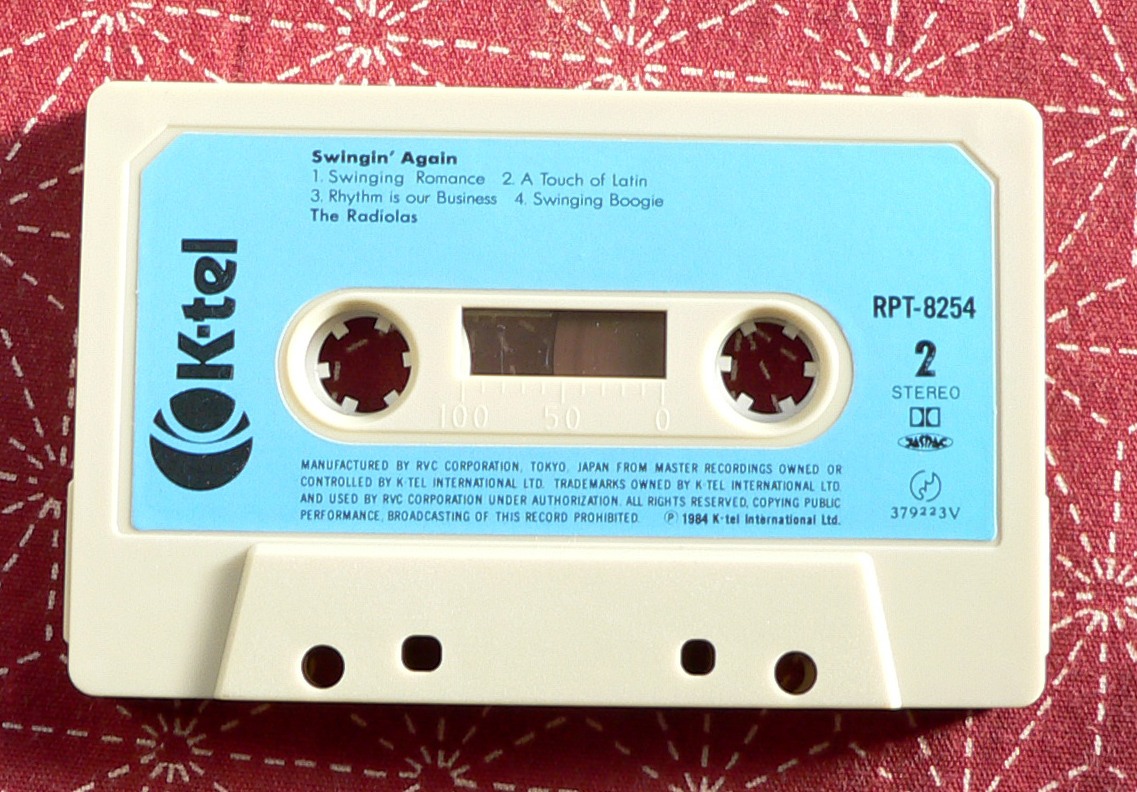 Swingin' Again
1. Swinging Romance 2. A Touch of Latin
3. Rhythm is our Business 4. Swinging Boogie
The Radiolas
K-tel
RPT-8254
2
STEREO
JASRAC
379223V
100 50 0
MANUFACTURED BY RVC CORPORATION, TOKYO, JAPAN FROM MASTER RECORDINGS OWNED OR
CONTROLLED BY K-TEL INTERNATIONAL LTD. TRADEMARKS OWNED BY K-TEL INTERNATIONAL LTD.
AND USED BY RVC CORPORATION UNDER AUTHORIZATION. ALL RIGHTS RESERVED, COPYING PUBLIC
PERFORMANCE, BROADCASTING OF THIS RECORD PROHIBITED. ℗ 1984 K-tel International Ltd.